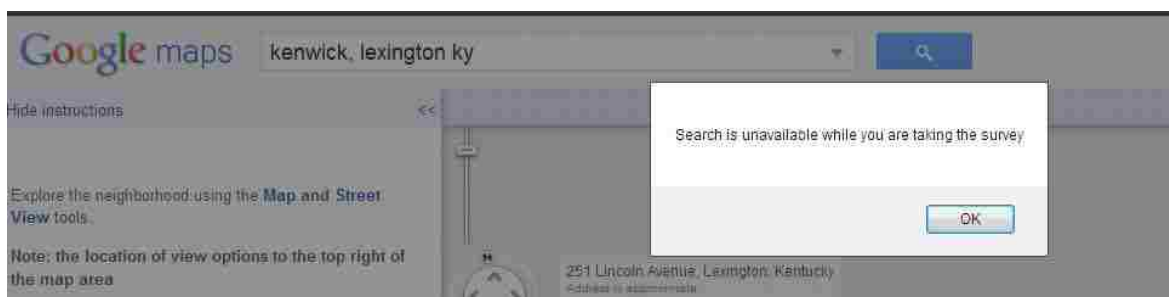 Google maps
kenwick, lexington ky
Hide instructions
<<
Search is unavailable while you are taking the survey
OK
Explore the neighborhood using the Map and Street
View tools.
Note: the location of view options to the top right of
the map area
N
251 Lincoln Avenue, Lexington, Kentucky
Address is approximate